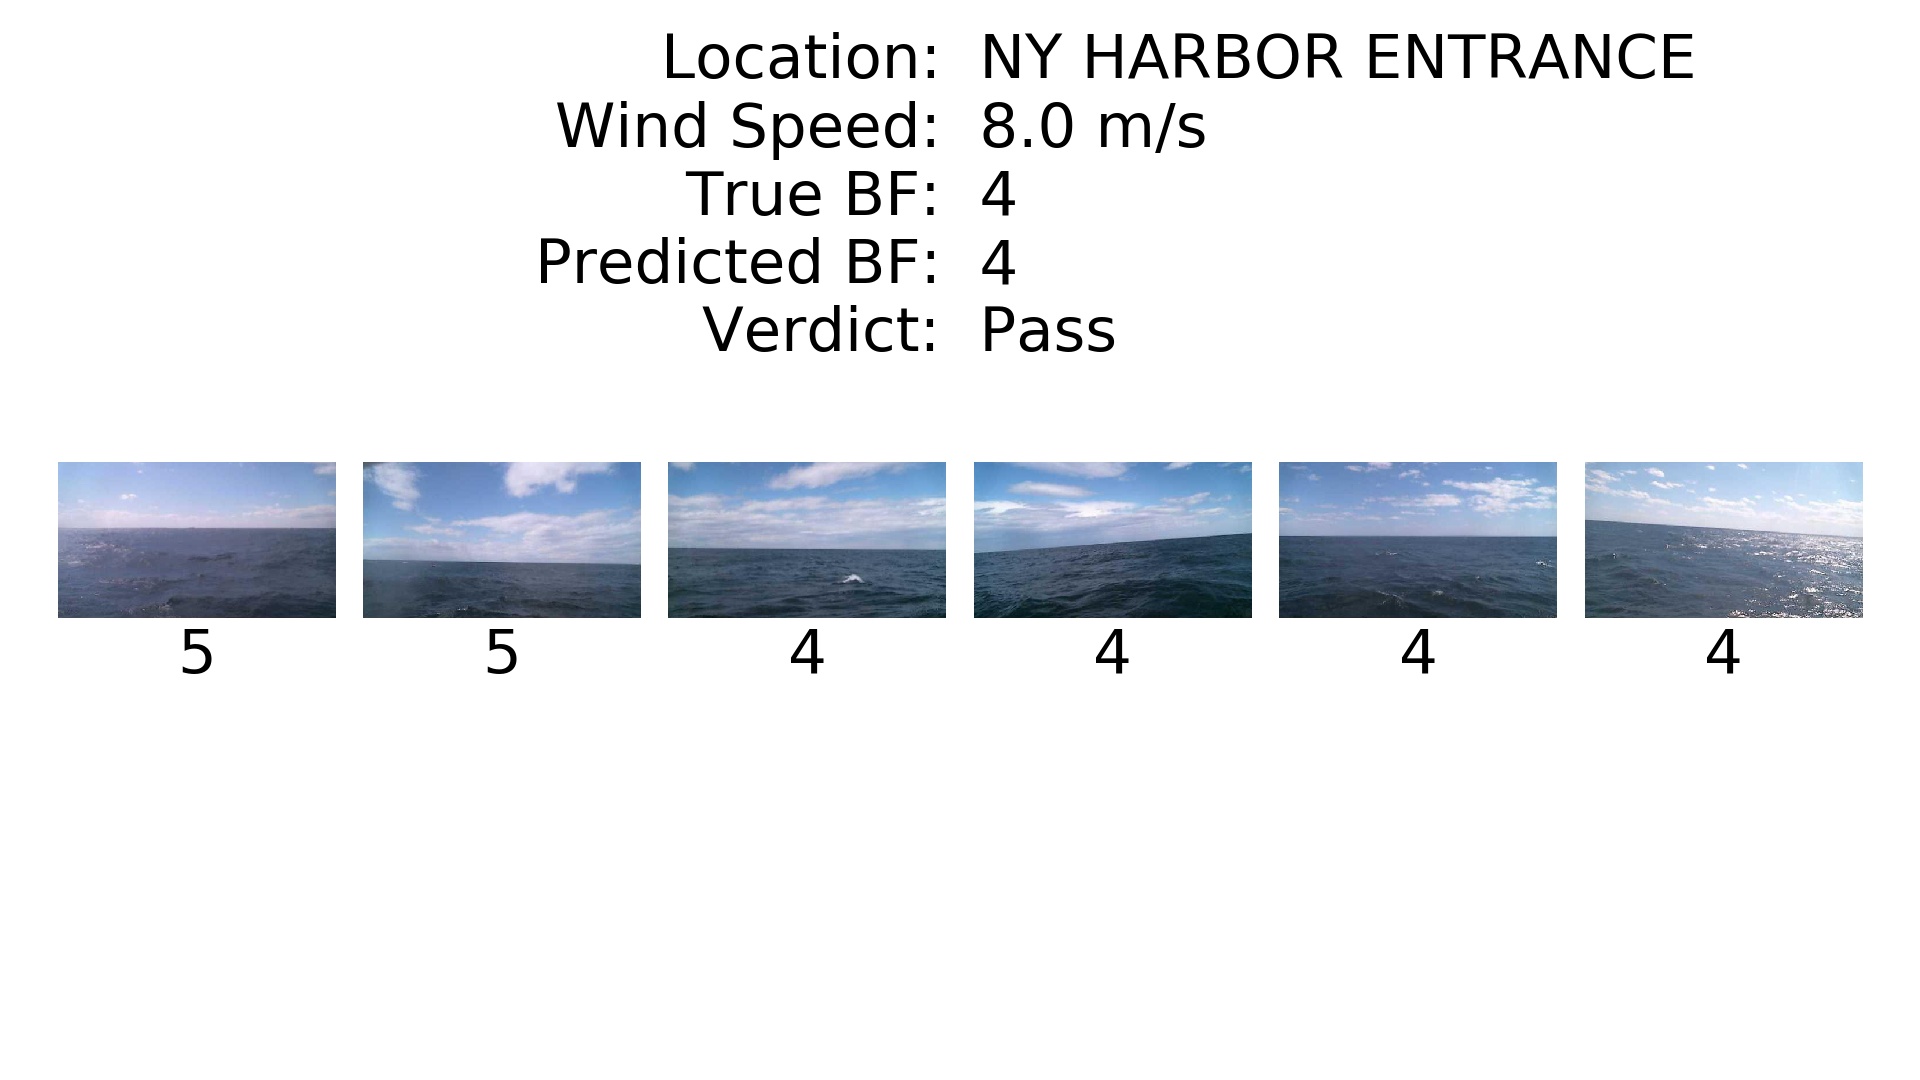 Location: NY HARBOR ENTRANCE
Wind Speed: 8.0 m/s
True BF: 4
Predicted BF: 4
Verdict: Pass
5 5 4 4 4 4